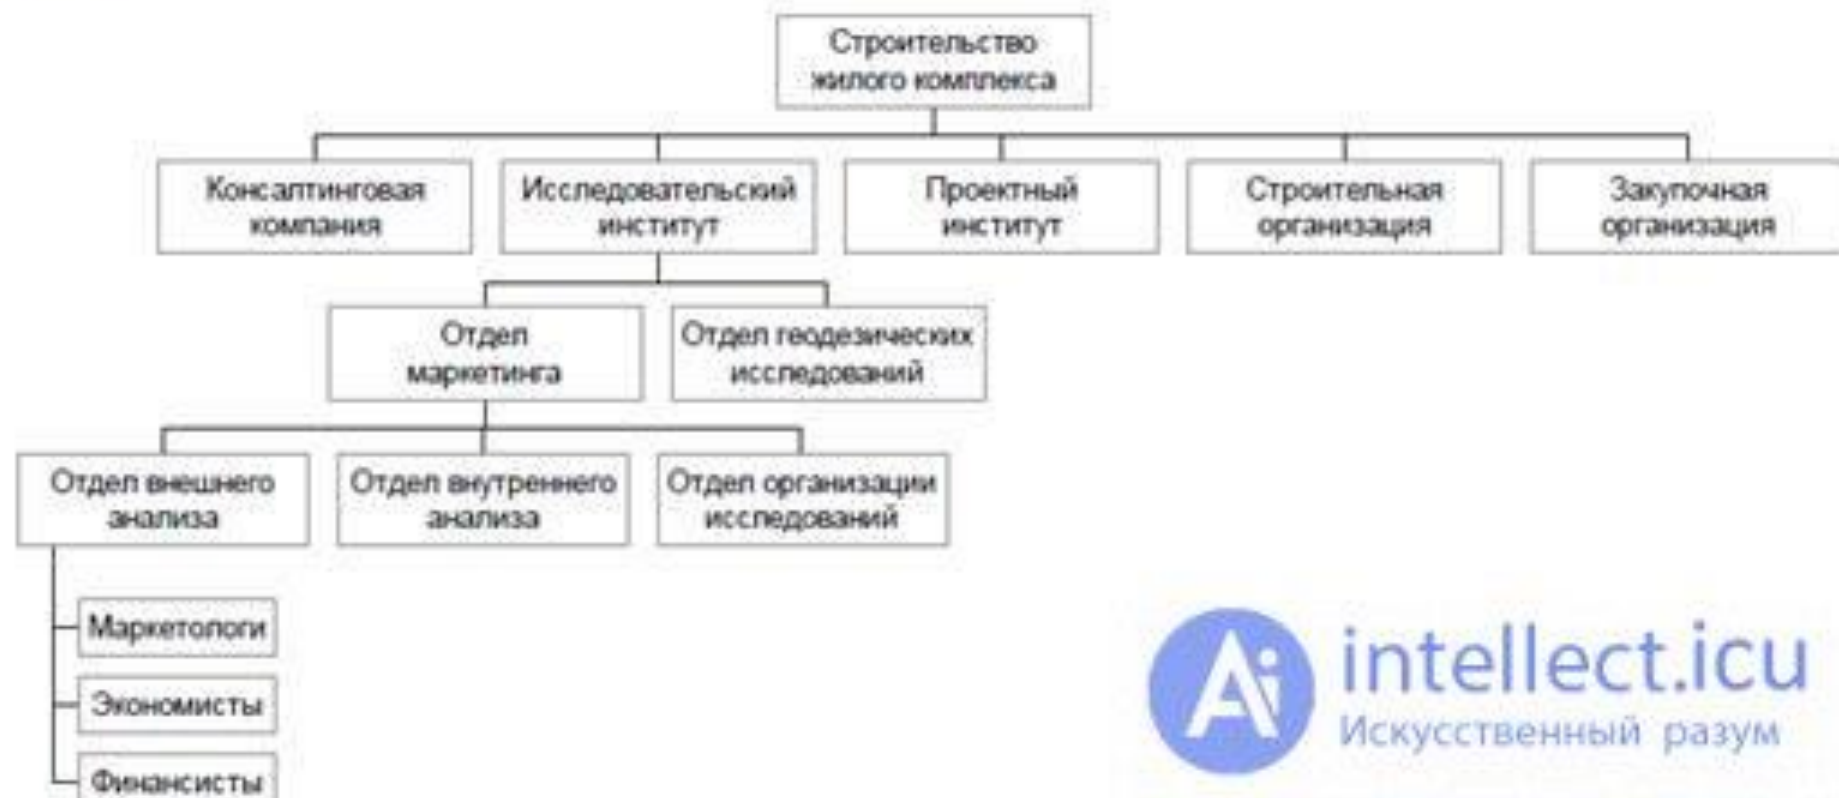 Строительство
жилого комплекса
Консалтинговая
компания
Исследовательский
институт
Проектный
институт
Строительная
организация
Закупочная
организация
Отдел
маркетинга
Отдел геодезических
исследований
Отдел внешнего
анализа
Отдел внутреннего
анализа
Отдел организации
исследований
Маркетологи
Экономисты
Финансисты
Ai
intellect.icu
Искусственный разум